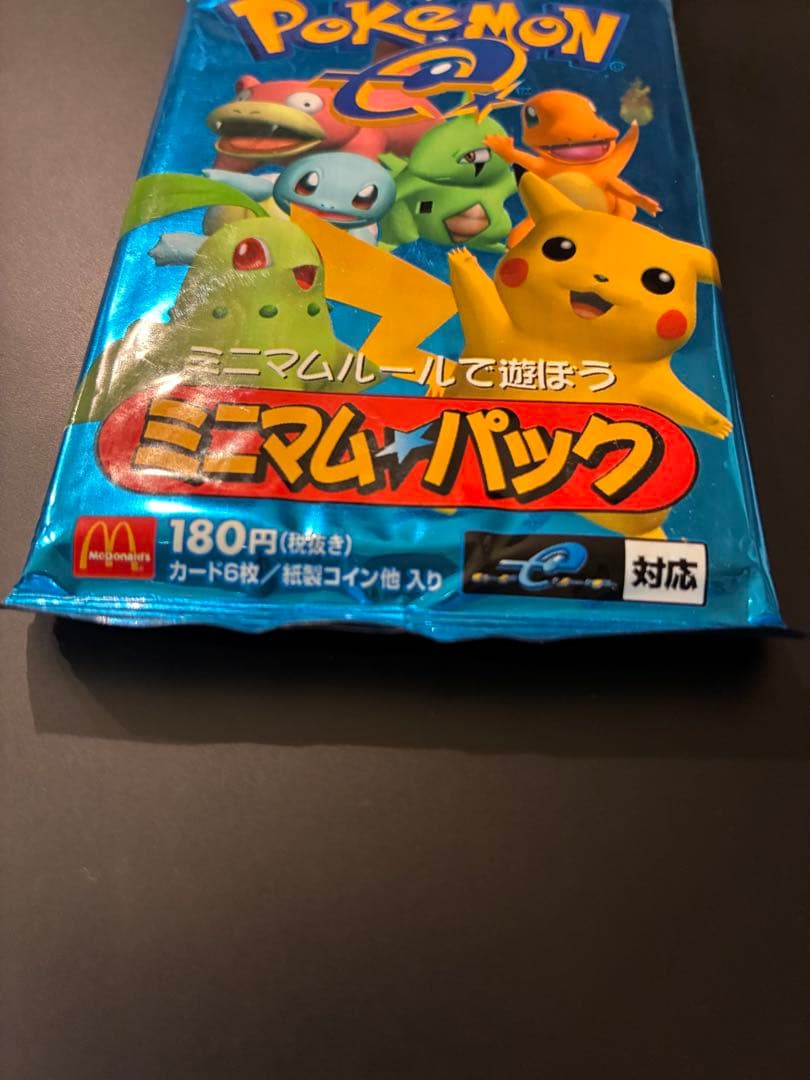 POKéMON
e
ミニマムルールで遊ぼう
ミニマム★パック
McDonald's
180円(税抜き)
カード6枚/紙製コイン他 入り
対応